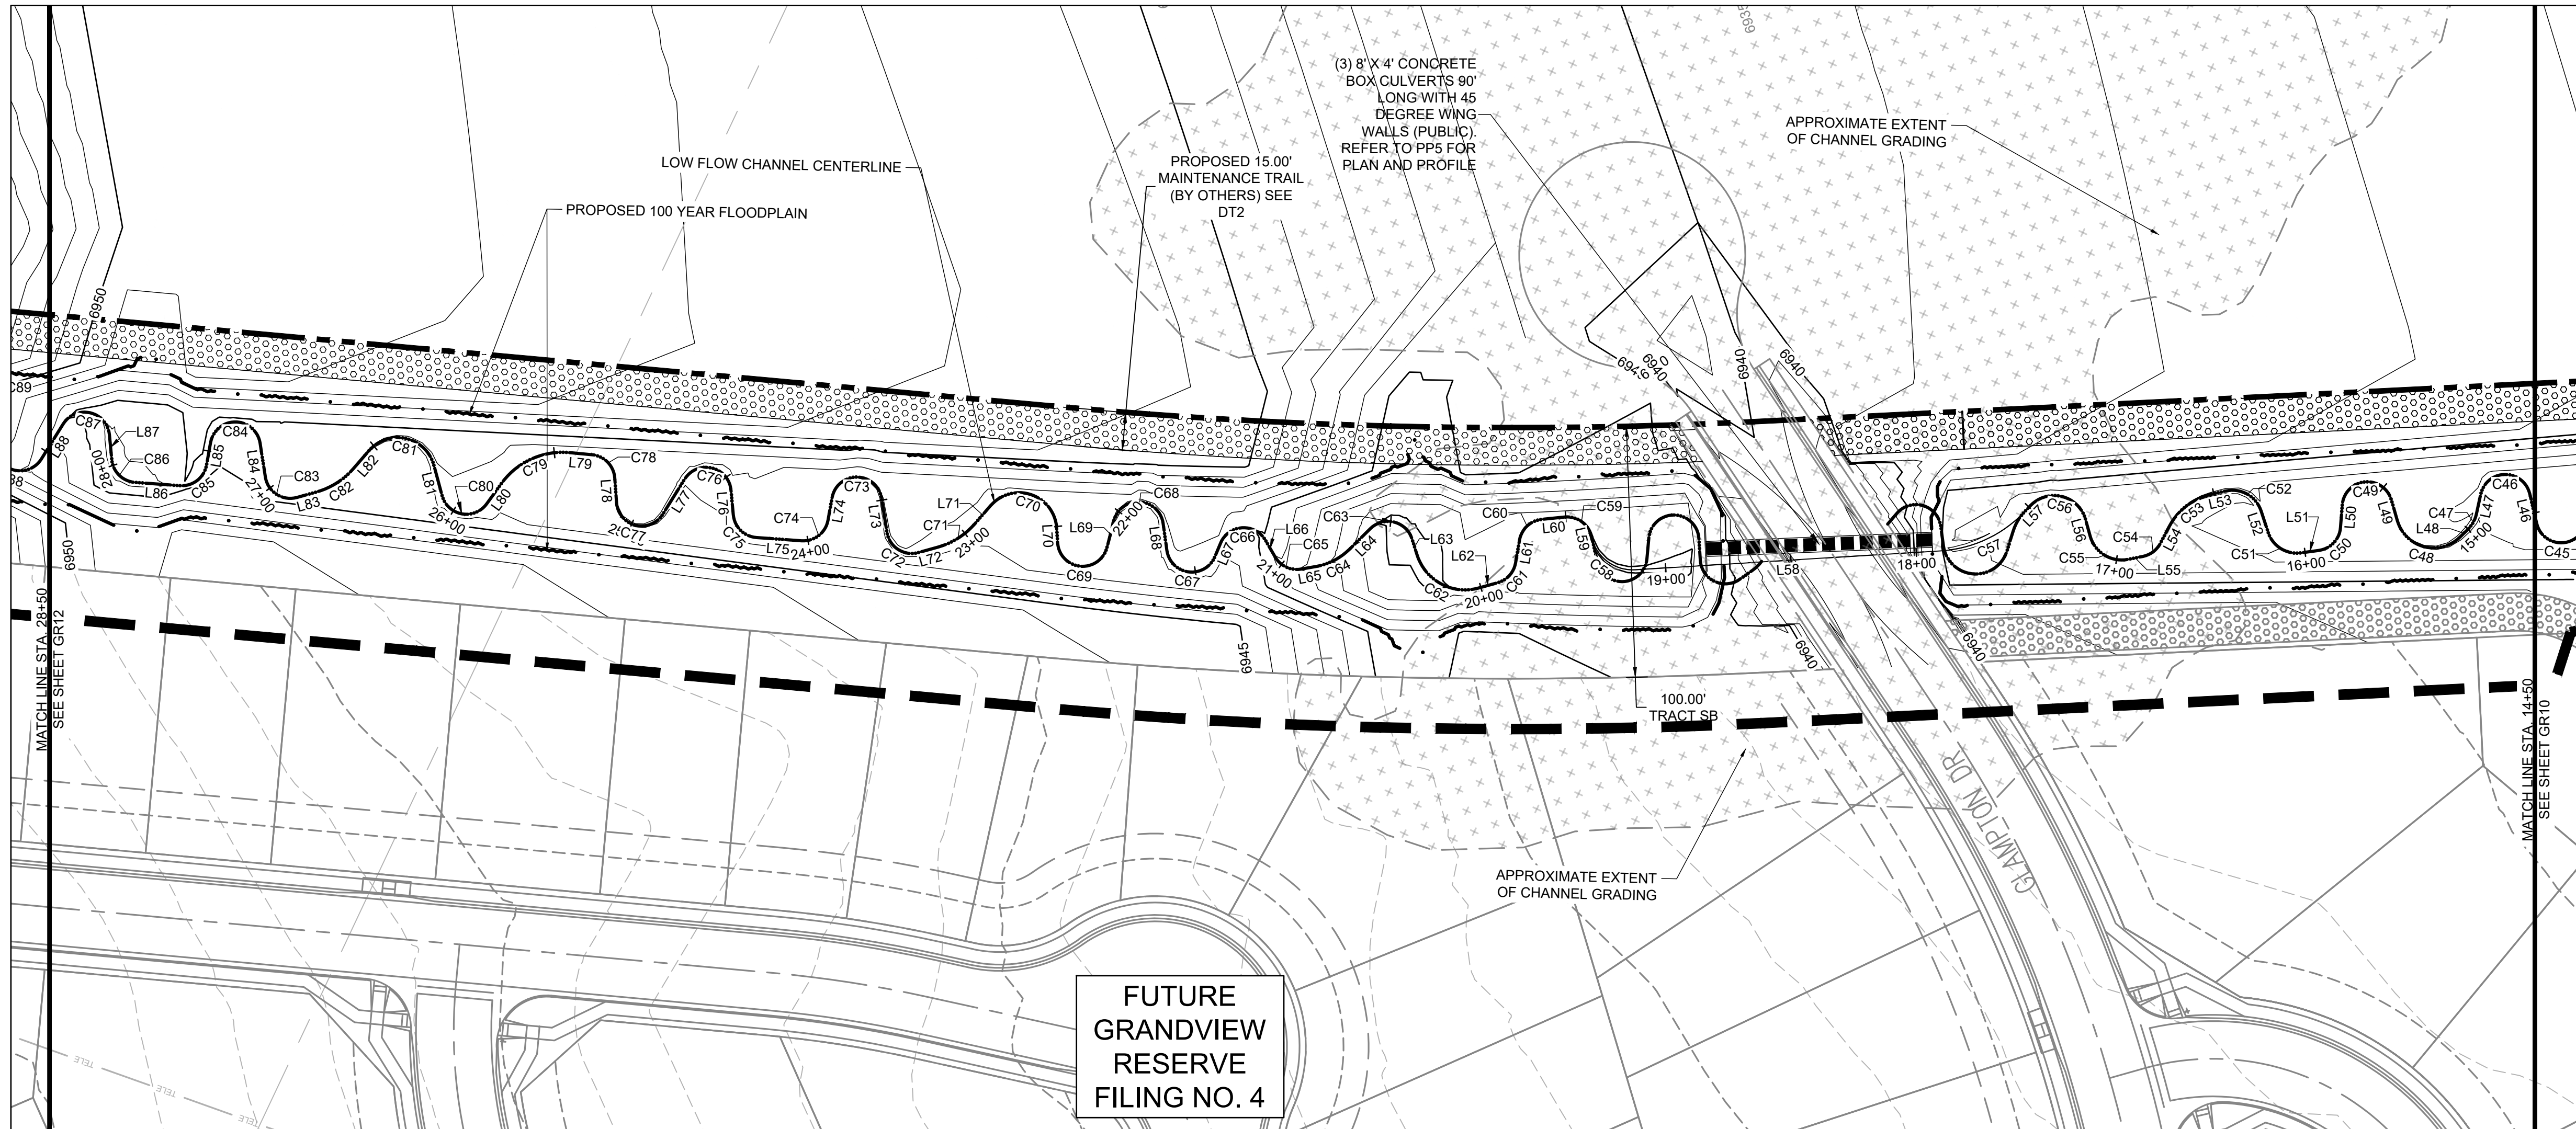 (3) 8' X 4' CONCRETE
BOX CULVERTS 90'
LONG WITH 45
DEGREE WING
WALLS (PUBLIC).
REFER TO PP5 FOR
PLAN AND PROFILE
APPROXIMATE EXTENT
OF CHANNEL GRADING
LOW FLOW CHANNEL CENTERLINE
PROPOSED 15.00'
MAINTENANCE TRAIL
(BY OTHERS) SEE
DT2
PROPOSED 100 YEAR FLOODPLAIN
6950
6940
6940
6940
C89
C87
L88
L87
C86
28+00
L86
C85
L85
C84
L84
27+00
C83
L83
C82
L82
C81
L81
26+00
C80
L80
C79
L79
C78
L78
C77
L77
C76
L76
C75
L75
C74
24+00
L74
C73
L73
C72
L72
C71
L71
23+00
C70
L70
L69
C69
22+00
C68
L68
C67
L67
C66
L66
21+00
C65
L65
C64
L64
C63
L63
C62
L62
20+00
C61
L61
C60
L60
C59
L59
C58
19+00
L58
18+00
C57
L57
C56
L56
C55
17+00
L55
C54
L54
C53
L53
C52
L52
C51
L51
16+00
C50
L50
C49
L49
C48
L48
C47
15+00
L47
C46
L46
C45
6950
6945
6940
6940
MATCH LINE STA. 28+50
SEE SHEET GR12
MATCH LINE STA. 14+50
SEE SHEET GR10
100.00'
TRACT SB
GLAMPTON DR
APPROXIMATE EXTENT
OF CHANNEL GRADING
FUTURE
GRANDVIEW
RESERVE
FILING NO. 4
TELE
TELE
TELE